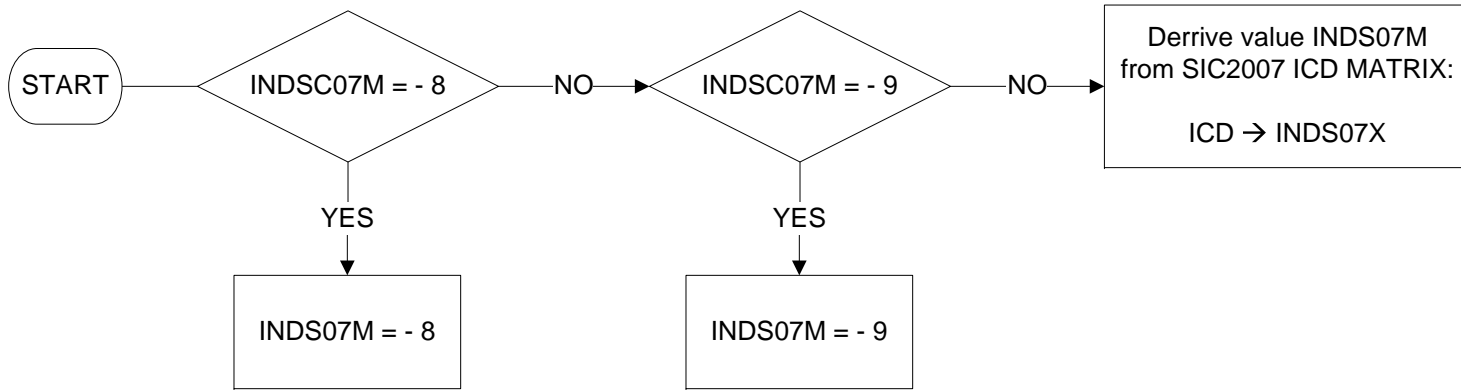 START
INDSC07M = - 8
NO
INDSC07M = - 9
NO
Derrive value INDS07M
from SIC2007 ICD MATRIX:
ICD → INDS07X
YES
YES
INDS07M = - 8
INDS07M = - 9